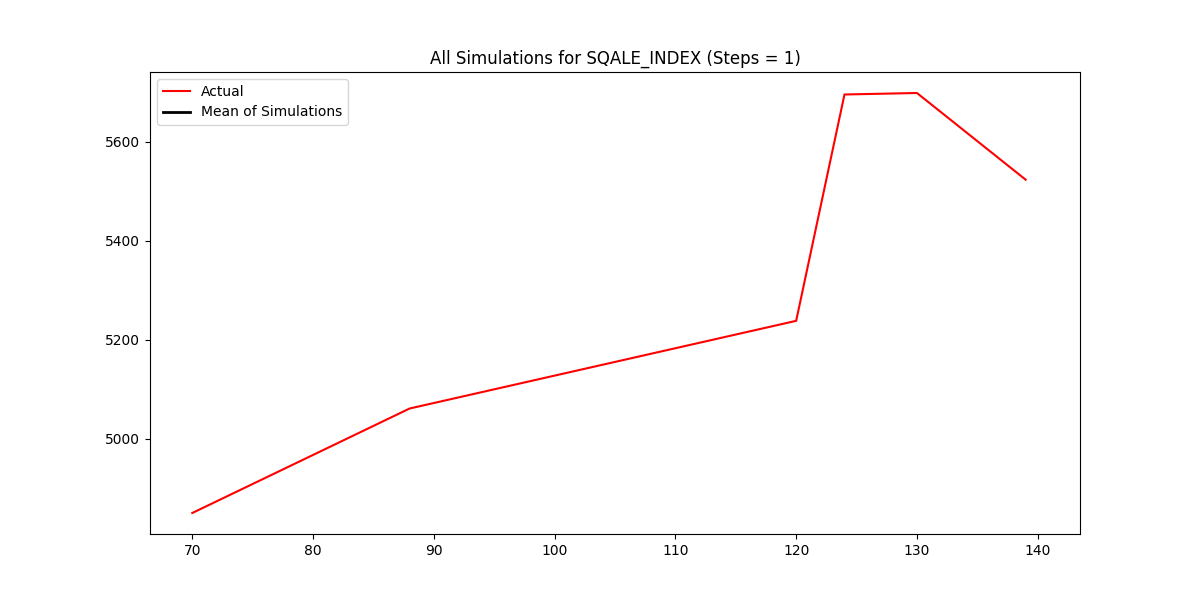 All Simulations for SQALE_INDEX (Steps = 1)
Actual
Mean of Simulations
5600
5400
5200
5000
70 80 90 100 110 120 130 140